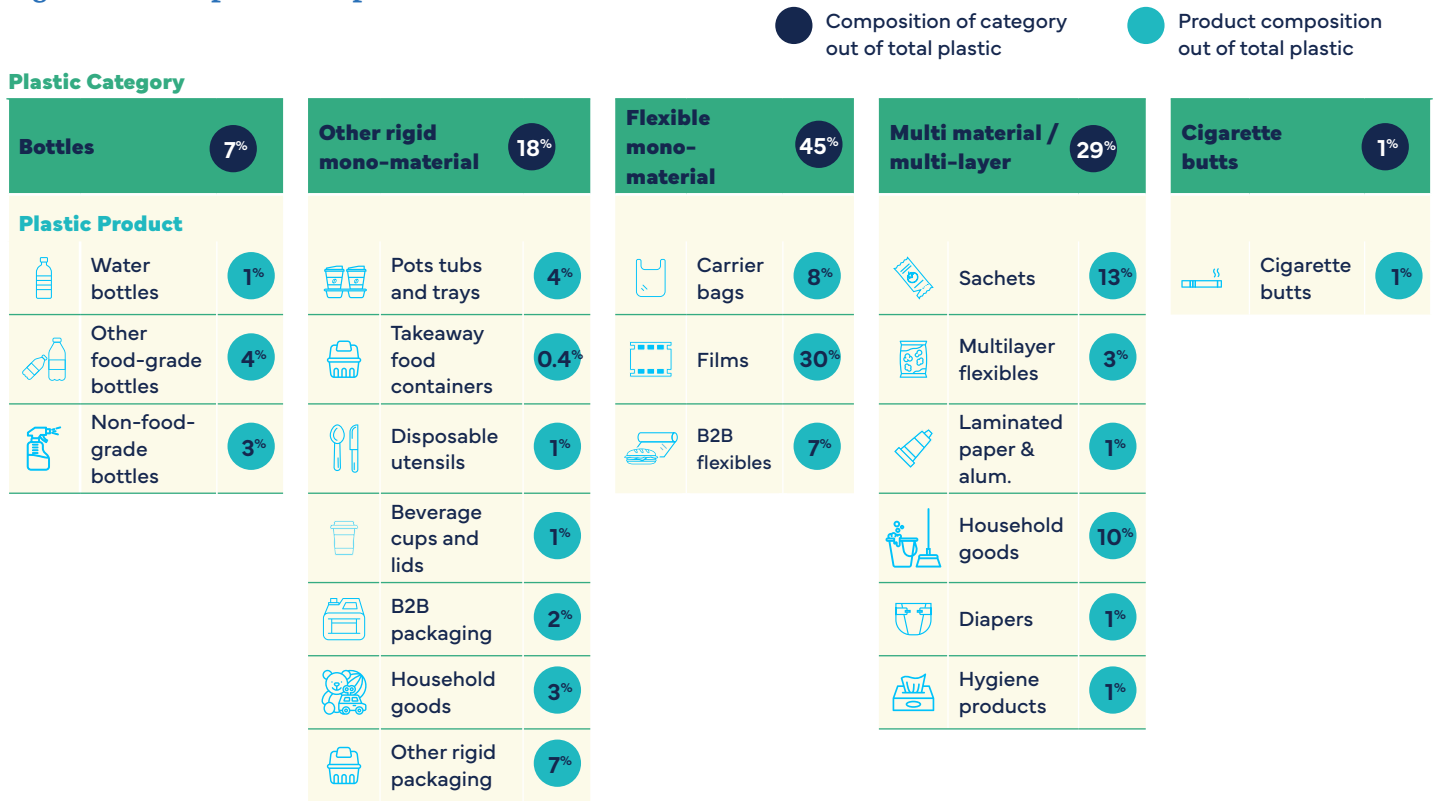 Composition of category
out of total plastic
Product composition
out of total plastic
Plastic Category
Bottles
7%
Other rigid
mono-material
18%
Flexible
mono-
material
45%
Multi material /
multi-layer
29%
Cigarette
butts
1%
Plastic Product
Water
bottles
1%
Other
food-grade
bottles
4%
Non-food-
grade
bottles
3%
Pots tubs
and trays
4%
Takeaway
food
containers
0.4%
Disposable
utensils
1%
Beverage
cups and
lids
1%
B2B
packaging
2%
Household
goods
3%
Other rigid
packaging
7%
Carrier
bags
8%
Films
30%
B2B
flexibles
7%
Sachets
13%
Multilayer
flexibles
3%
Laminated
paper &
alum.
1%
Household
goods
10%
Diapers
1%
Hygiene
products
1%
Cigarette
butts
1%